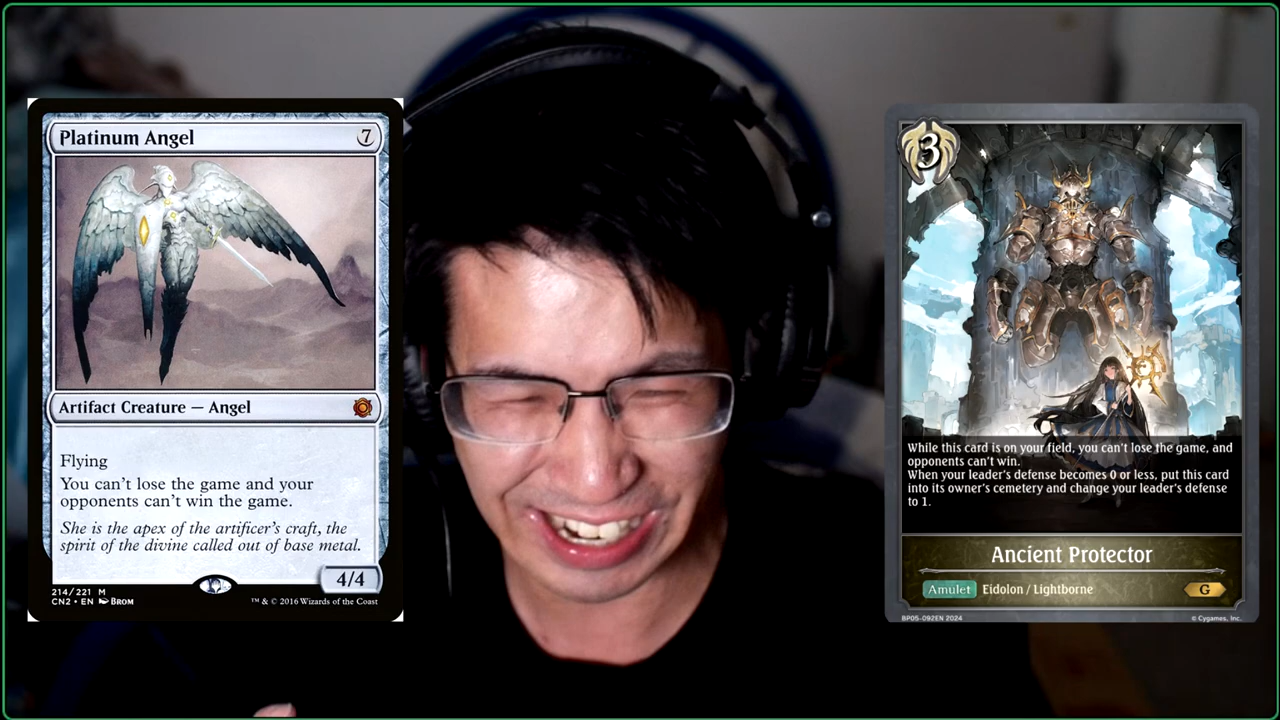 Platinum Angel 7
Artifact Creature — Angel
Flying
You can't lose the game and your
opponents can't win the game.
She is the apex of the artificer's craft, the
spirit of the divine called out of base metal.
4/4
214/221 M
CN2 • EN Brom
™ & © 2016 Wizards of the Coast
3
While this card is on your field, you can't lose the game, and
opponents can't win.
When your leader's defense becomes 0 or less, put this card
into its owner's cemetery and change your leader's defense
to 1.
Ancient Protector
Amulet Eidolon / Lightborne G
BP05-092EN 2024 © Cygames, Inc.